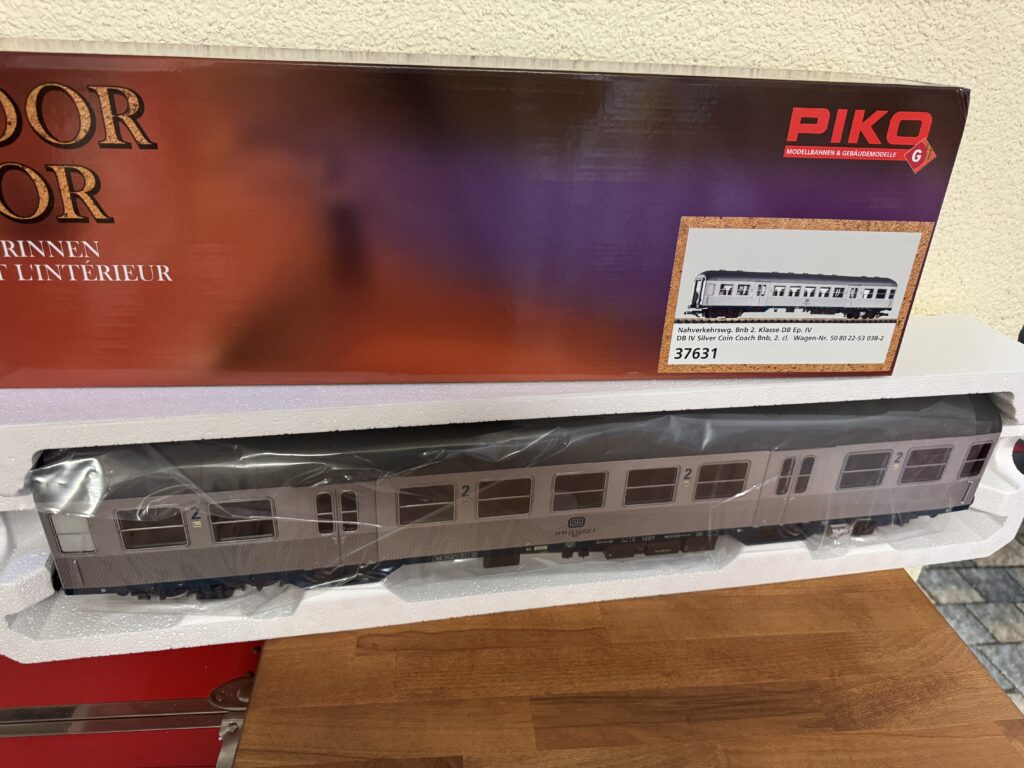 DOOR
OOR
RINNEN
T L'INTÉRIEUR
PIKO
MODELLBAHNEN & GEBÄUDEMODELLE
G
Nahverkehrswg. Bnb 2. Klasse DB Ep. IV
DB IV Silver Coin Coach Bnb, 2. cl. Wagen-Nr. 50 80 22-53 038-2
37631
2
2
2
2
DB